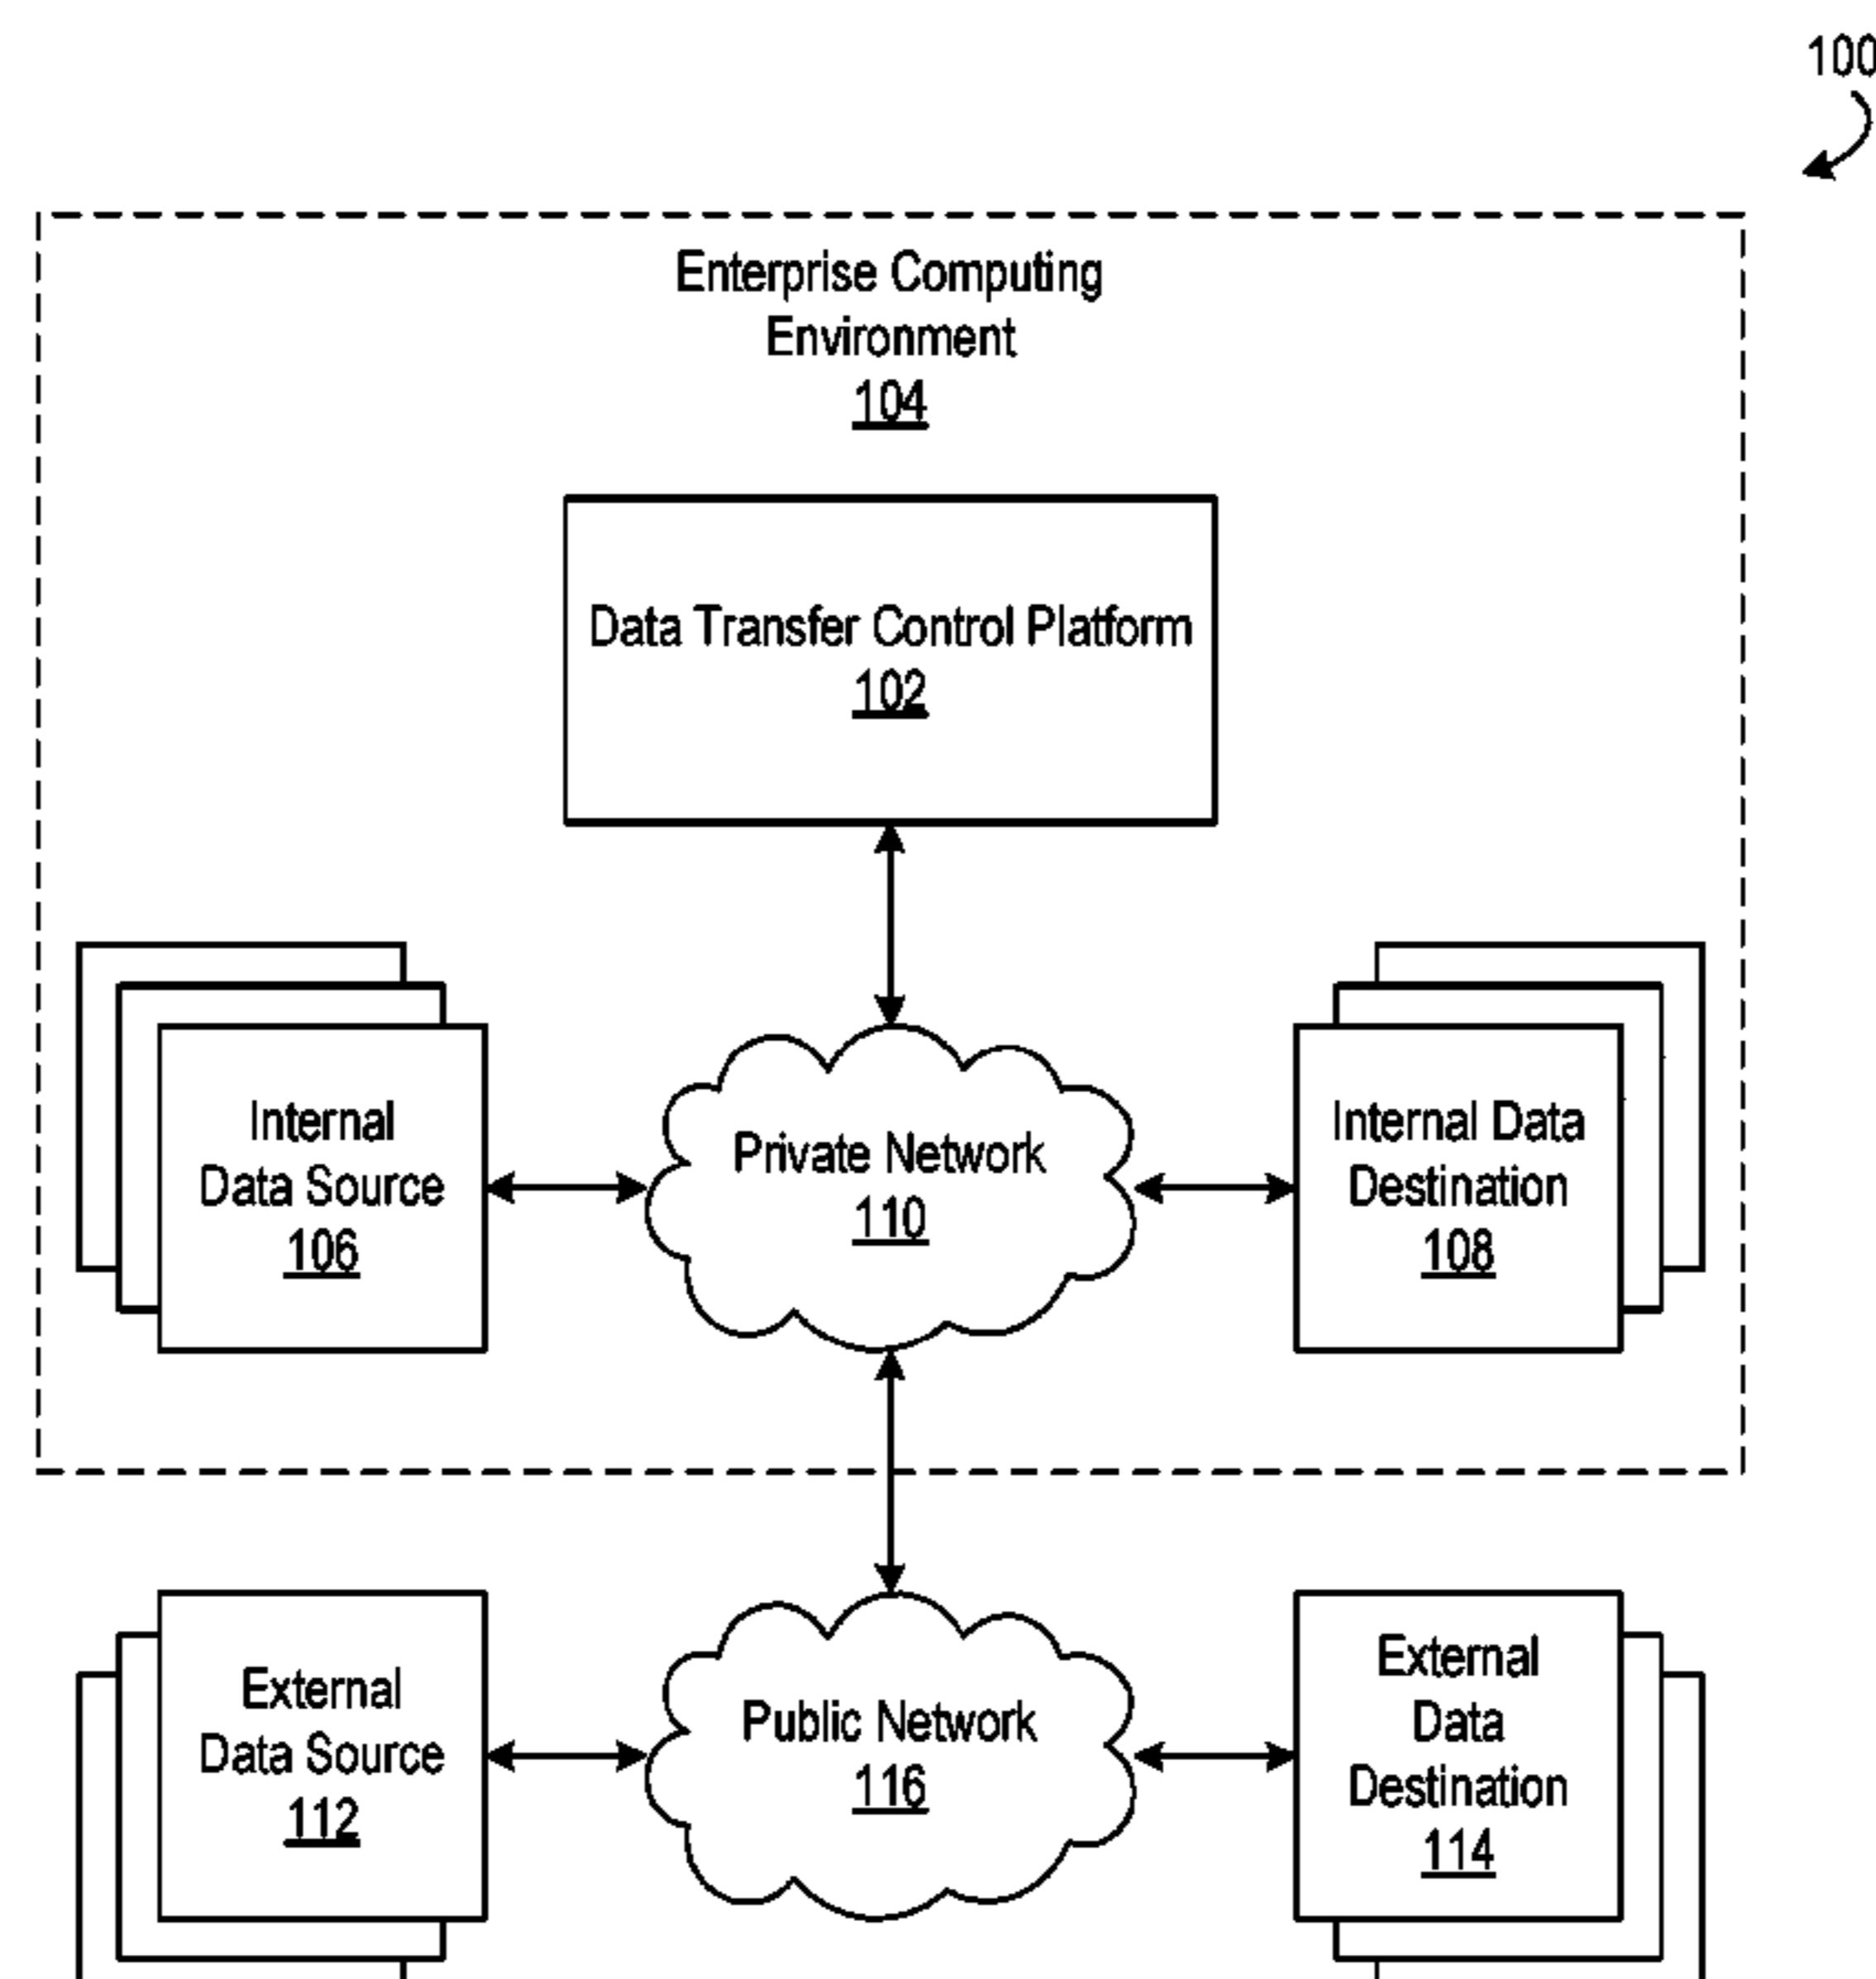 100
Enterprise Computing
Environment
104
Data Transfer Control Platform
102
Internal
Data Source
106
Private Network
110
Internal Data
Destination
108
External
Data Source
112
Public Network
116
External
Data
Destination
114